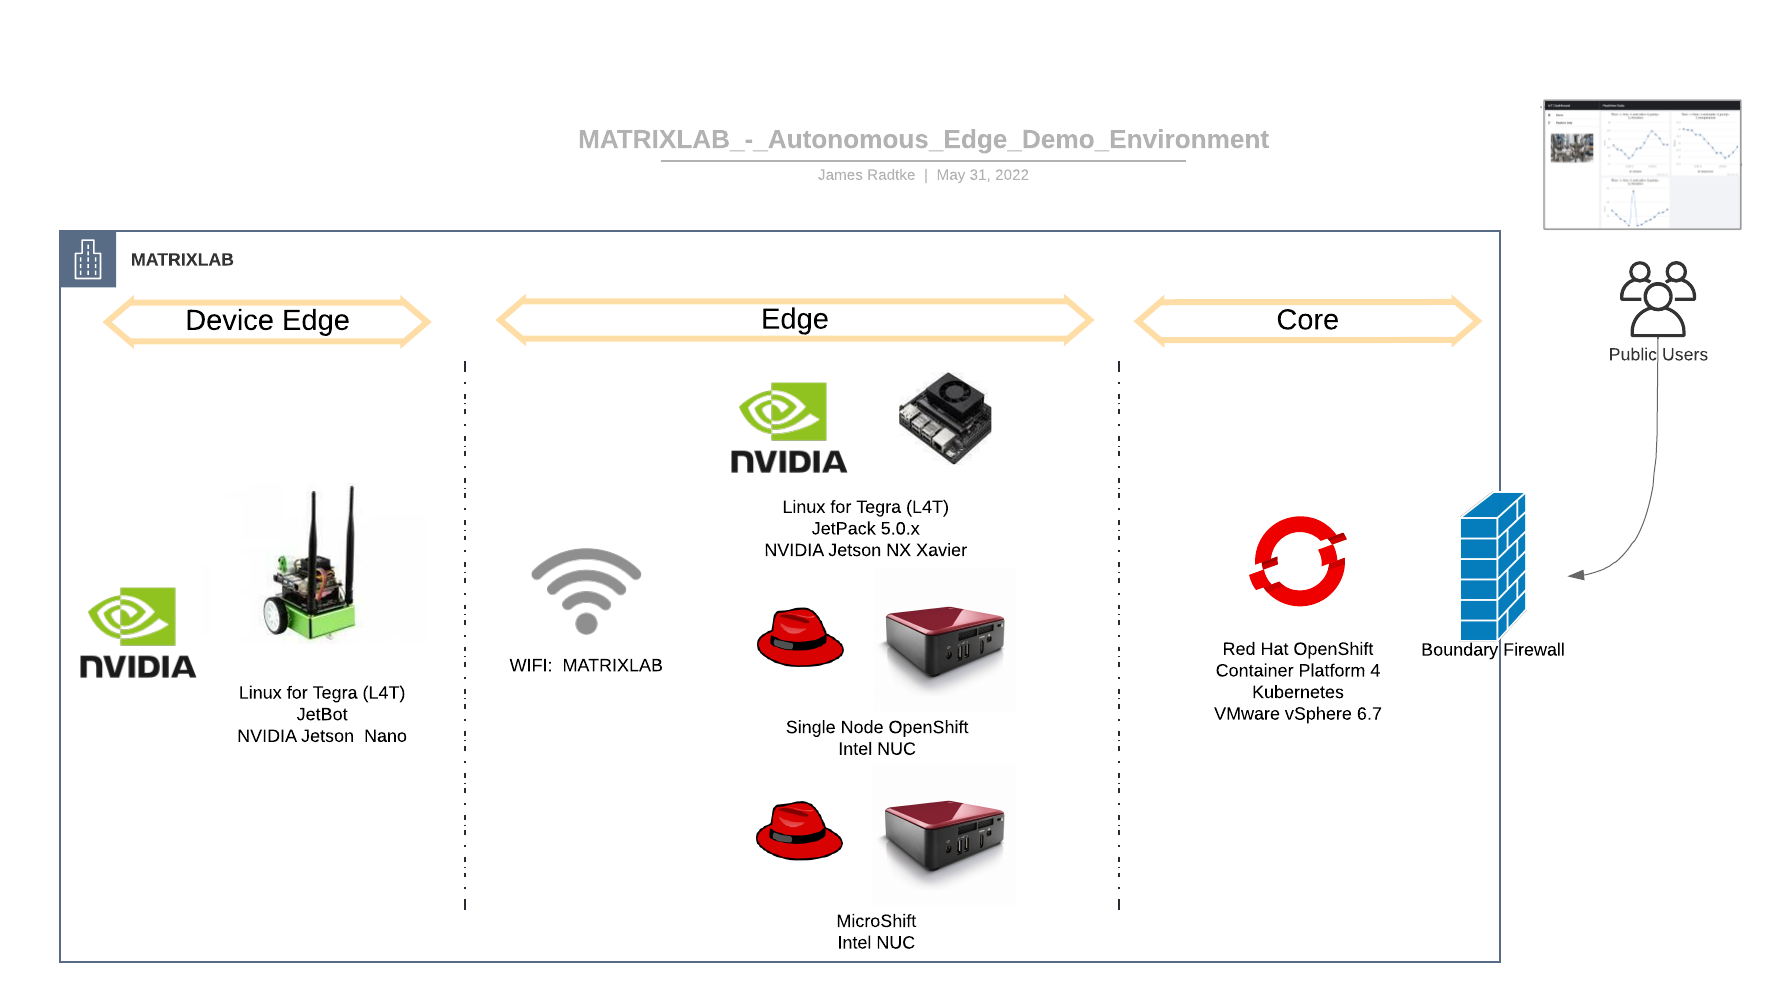 MATRIXLAB_-_Autonomous_Edge_Demo_Environment
James Radtke | May 31, 2022
MATRIXLAB
Device Edge
Edge
Core
Public Users
NVIDIA
Linux for Tegra (L4T)
JetPack 5.0.x
NVIDIA Jetson NX Xavier
NVIDIA
Linux for Tegra (L4T)
JetBot
NVIDIA Jetson Nano
WIFI: MATRIXLAB
Single Node OpenShift
Intel NUC
MicroShift
Intel NUC
Red Hat OpenShift
Container Platform 4
Kubernetes
VMware vSphere 6.7
Boundary Firewall